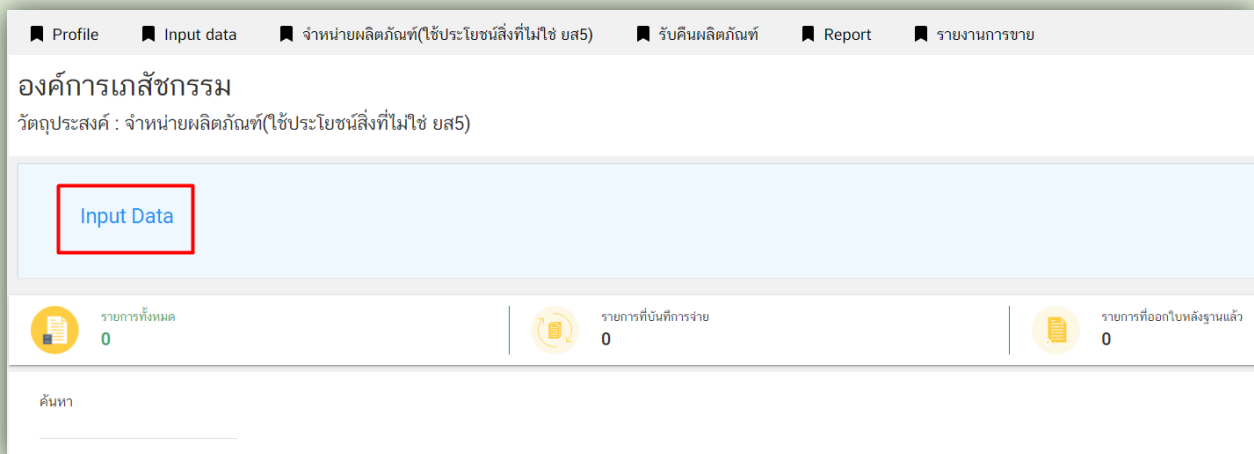 Profile Input data จำหน่ายผลิตภัณฑ์(ใช้ประโยชน์สิ่งที่ไม่ใช่ ยส5) รับคืนผลิตภัณฑ์ Report รายงานการขาย
องค์การเภสัชกรรม
วัตถุประสงค์ : จำหน่ายผลิตภัณฑ์(ใช้ประโยชน์สิ่งที่ไม่ใช่ ยส5)
Input Data
รายการทั้งหมด รายการที่บันทึการจ่าย รายการที่ออกใบหลังฐานแล้ว
0 0 0
ค้นหา